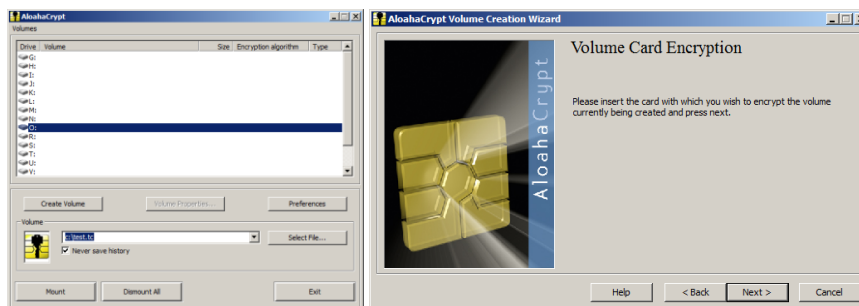 AloahaCrypt
Volumes
Drive Volume Size Encryption algorithm Type
G:
H:
I:
J:
K:
L:
M:
N:
O:
R:
S:
T:
U:
V:
Create Volume Volume Properties... Preferences
Volume
c:\test.tc Select File...
Never save history
Mount Dismount All Exit
AloahaCrypt Volume Creation Wizard
Volume Card Encryption
Please insert the card with which you wish to encrypt the volume
currently being created and press next.
AloahaCrypt
Help < Back Next > Cancel